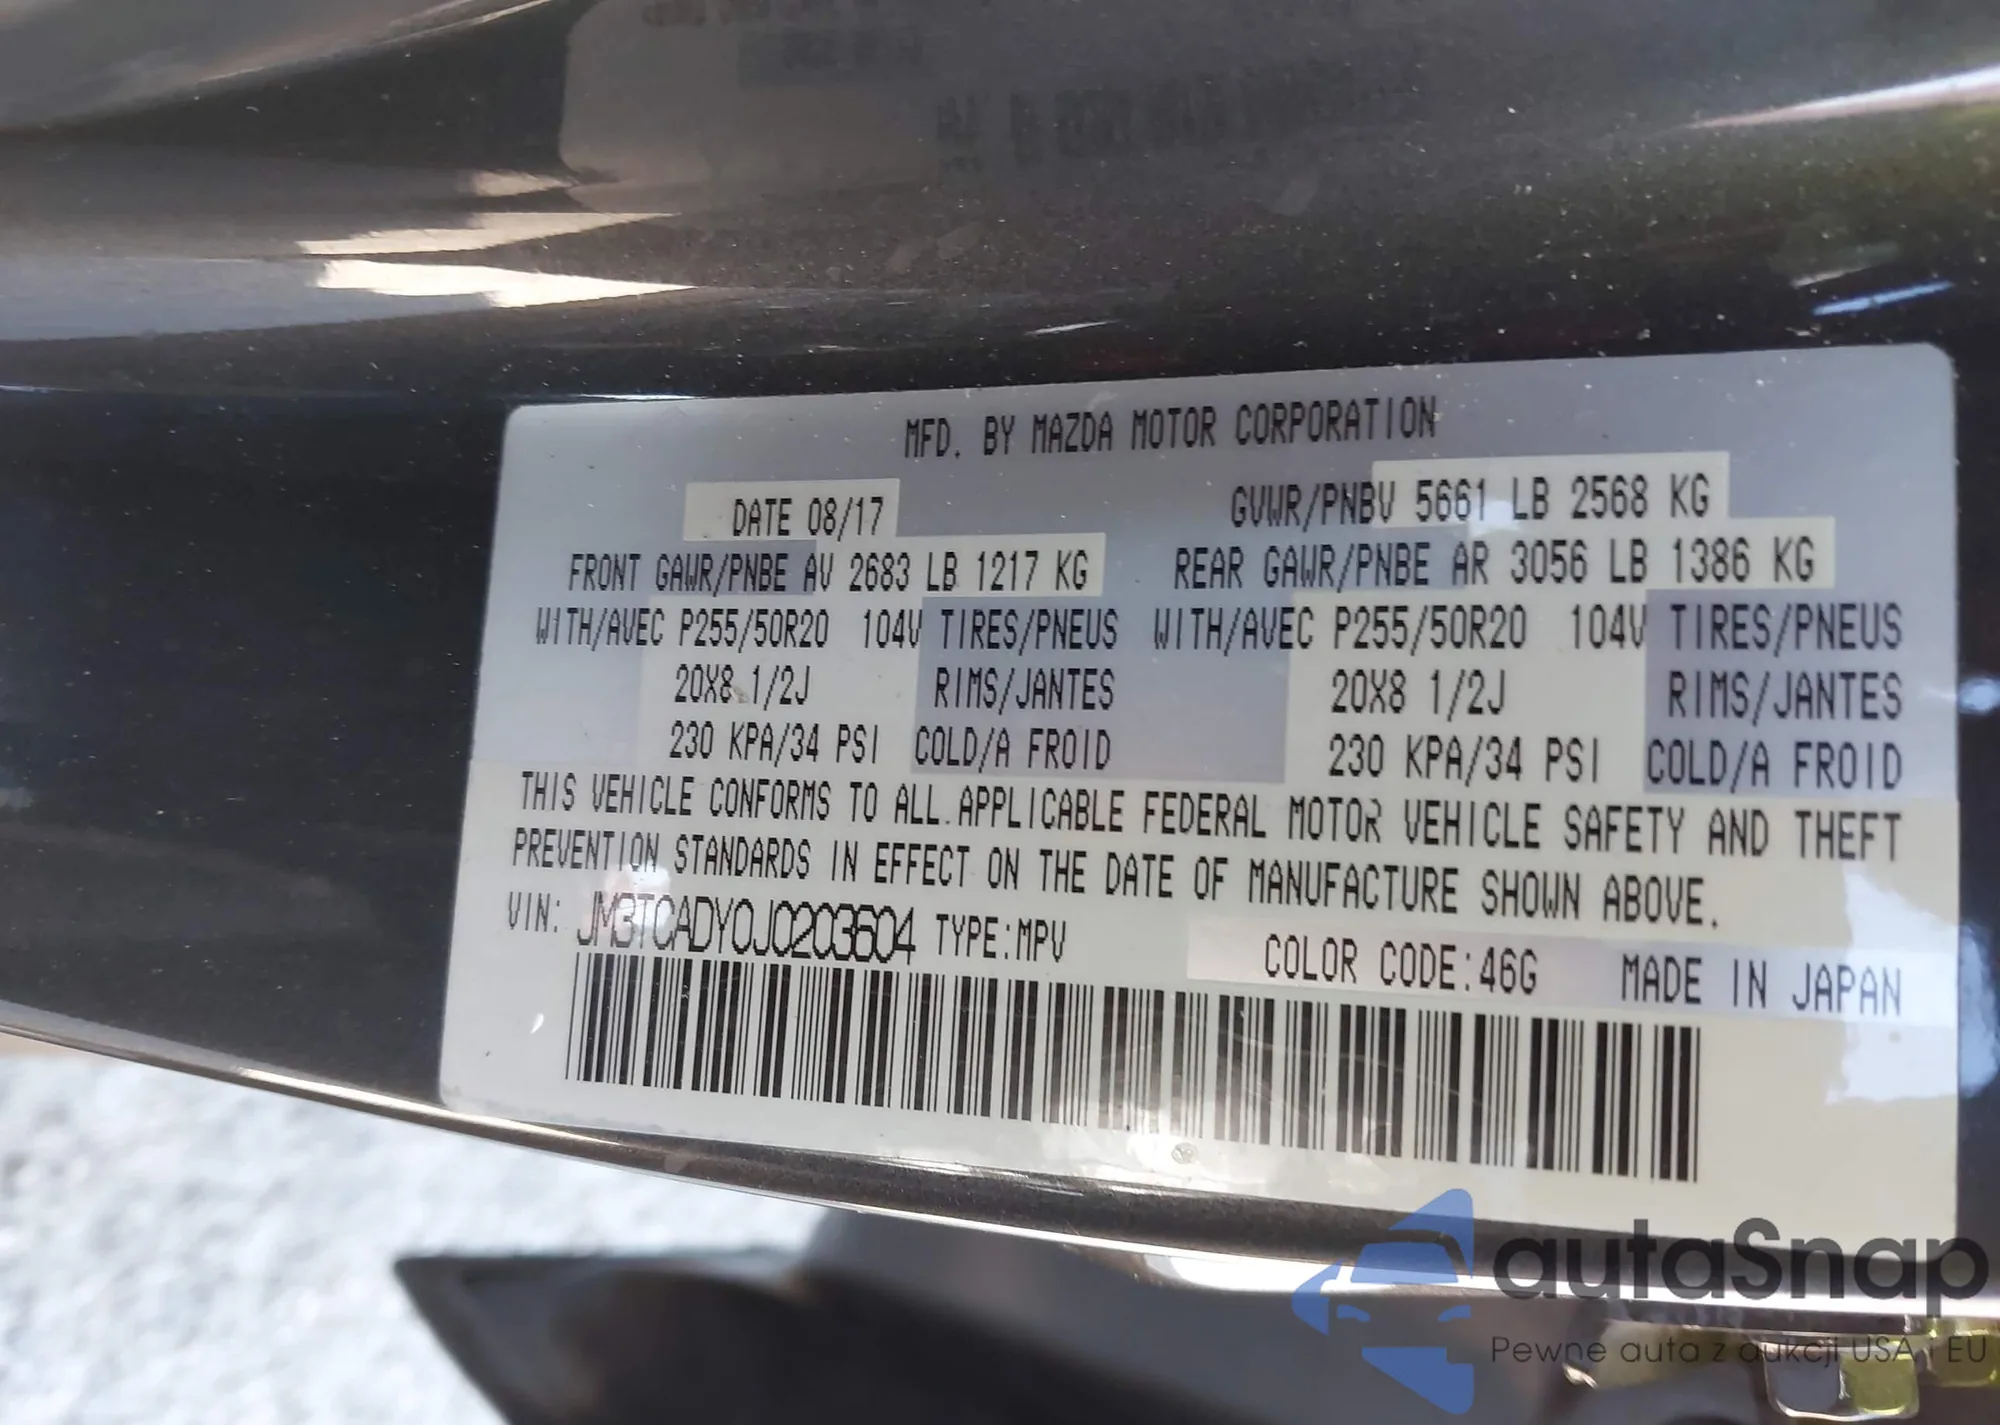 MFD. BY MAZDA MOTOR CORPORATION
DATE 08/17 GVWR/PNBV 5661 LB 2568 KG
FRONT GAWR/PNBE AV 2683 LB 1217 KG REAR GAWR/PNBE AR 3056 LB 1386 KG
WITH/AVEC P255/50R20 104V TIRES/PNEUS WITH/AVEC P255/50R20 104V TIRES/PNEUS
20X8 1/2J RIMS/JANTES 20X8 1/2J RIMS/JANTES
230 KPA/34 PSI COLD/A FROID 230 KPA/34 PSI COLD/A FROID
THIS VEHICLE CONFORMS TO ALL APPLICABLE FEDERAL MOTOR VEHICLE SAFETY AND THEFT
PREVENTION STANDARDS IN EFFECT ON THE DATE OF MANUFACTURE SHOWN ABOVE.
VIN: JM3TCADY0J0203604 TYPE:MPV COLOR CODE:46G MADE IN JAPAN
autaSnap
Pewne auta z aukcji USA i EU